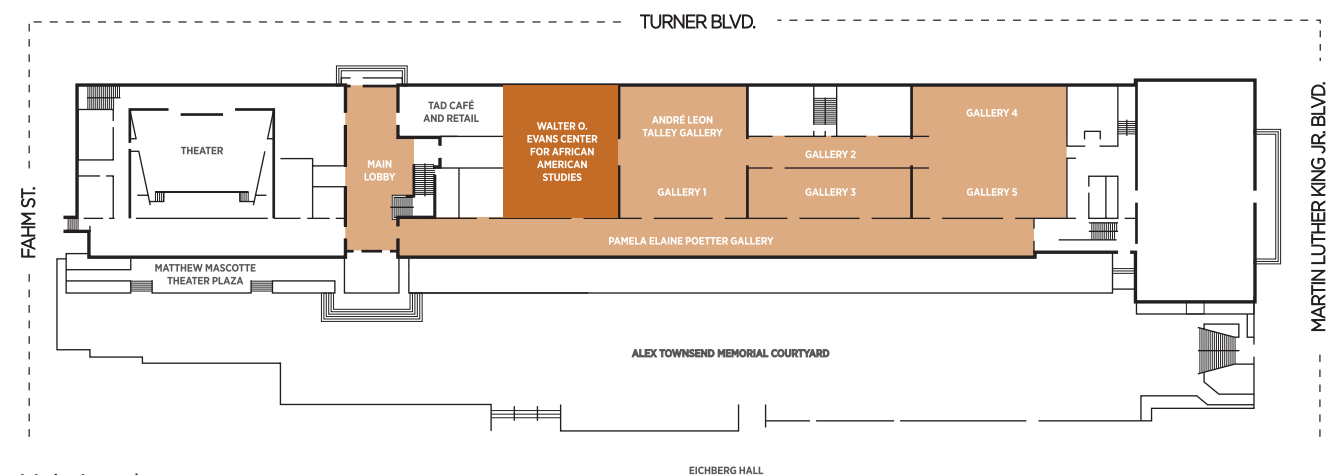 TURNER BLVD.
FAHM ST.
MARTIN LUTHER KING JR. BLVD.
THEATER
MAIN
LOBBY
TAD CAFÉ
AND RETAIL
WALTER O.
EVANS CENTER
FOR AFRICAN
AMERICAN
STUDIES
ANDRÉ LEON
TALLEY GALLERY
GALLERY 1
GALLERY 2
GALLERY 3
GALLERY 4
GALLERY 5
PAMELA ELAINE POETTER GALLERY
MATTHEW MASCOTTE
THEATER PLAZA
ALEX TOWNSEND MEMORIAL COURTYARD
EICHBERG HALL